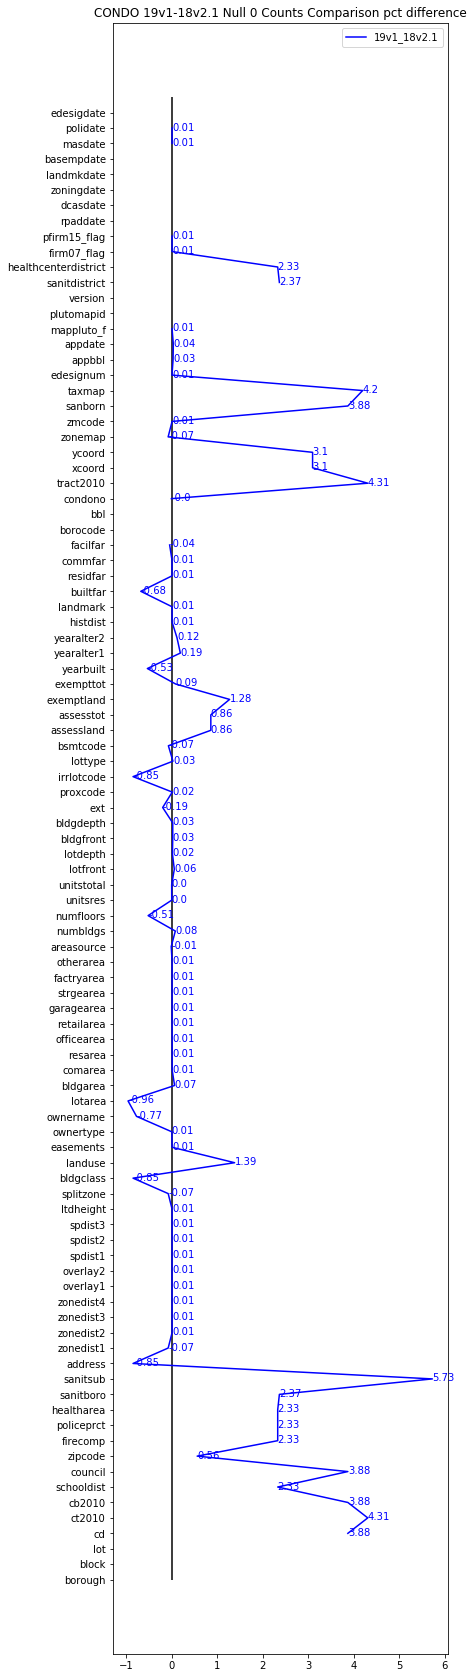 CONDO 19v1-18v2.1 Null 0 Counts Comparison pct difference
19v1_18v2.1
edesigdate
polidate 0.01
masdate 0.01
basempdate
landmkdate
zoningdate
dcasdate
rpaddate
pfirm15_flag 0.01
firm07_flag 0.01
healthcenterdistrict 2.33
sanitdistrict 2.37
version
plutomapid
mappluto_f 0.01
appdate 0.04
appbbl 0.03
edesignum 0.01
taxmap 4.2
sanborn 3.88
zmcode 0.01
zonemap -0.07
ycoord 3.1
xcoord 3.1
tract2010 4.31
condono -0.0
bbl
borocode
facilfar -0.04
commfar 0.01
residfar 0.01
builtfar -0.68
landmark 0.01
histdist 0.01
yearalter2 0.12
yearalter1 0.19
yearbuilt -0.53
exempttot 0.09
exemptland 1.28
assesstot 0.86
assessland 0.86
bsmtcode -0.07
lottype 0.03
irrlotcode -0.85
proxcode 0.02
ext -0.19
bldgdepth 0.03
bldgfront 0.03
lotdepth 0.02
lotfront 0.06
unitstotal 0.0
unitsres 0.0
numfloors -0.51
numbldgs 0.08
areasource -0.01
otherarea 0.01
factryarea 0.01
strgearea 0.01
garagearea 0.01
retailarea 0.01
officearea 0.01
resarea 0.01
comarea 0.01
bldgarea 0.07
lotarea -0.96
ownername -0.77
ownertype 0.01
easements 0.01
landuse 1.39
bldgclass -0.85
splitzone -0.07
ltdheight 0.01
spdist3 0.01
spdist2 0.01
spdist1 0.01
overlay2 0.01
overlay1 0.01
zonedist4 0.01
zonedist3 0.01
zonedist2 0.01
zonedist1 -0.07
address -0.85
sanitsub 5.73
sanitboro 2.37
healtharea 2.33
policeprct 2.33
firecomp 2.33
zipcode 0.56
council 3.88
schooldist 2.33
cb2010 3.88
ct2010 4.31
cd 3.88
lot
block
borough
−1 0 1 2 3 4 5 6